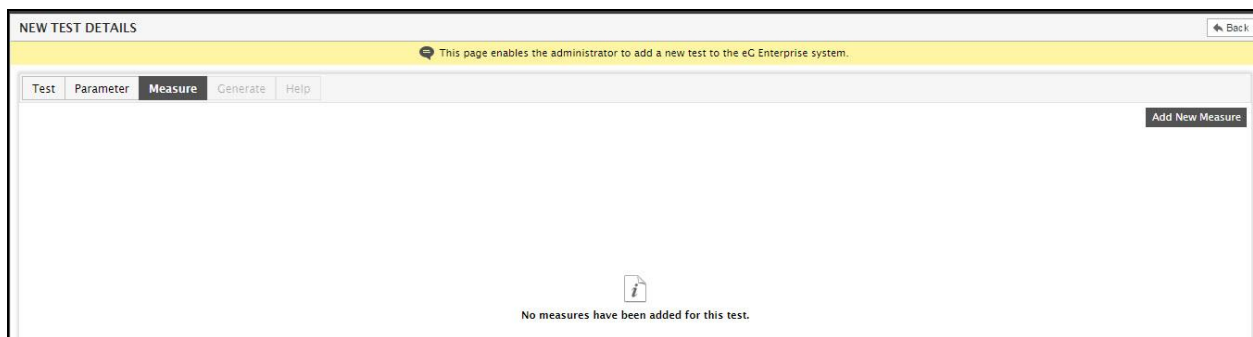 NEW TEST DETAILS
Back
This page enables the administrator to add a new test to the eG Enterprise system.
Test Parameter Measure Generate Help
Add New Measure
No measures have been added for this test.